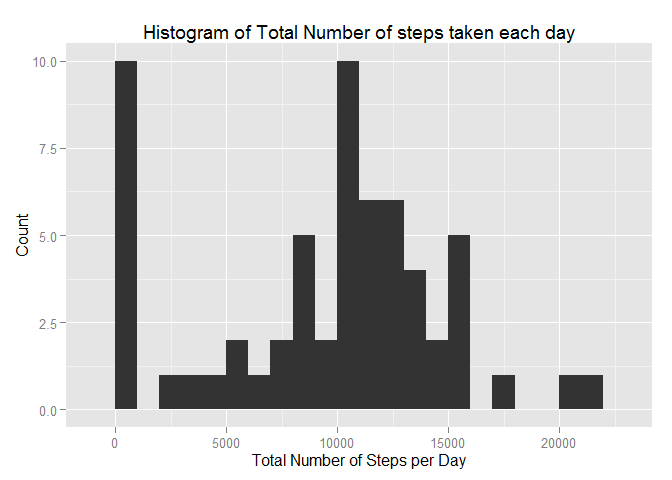 Histogram of Total Number of steps taken each day
10.0
7.5
5.0
2.5
0.0
Count
0 5000 10000 15000 20000
Total Number of Steps per Day